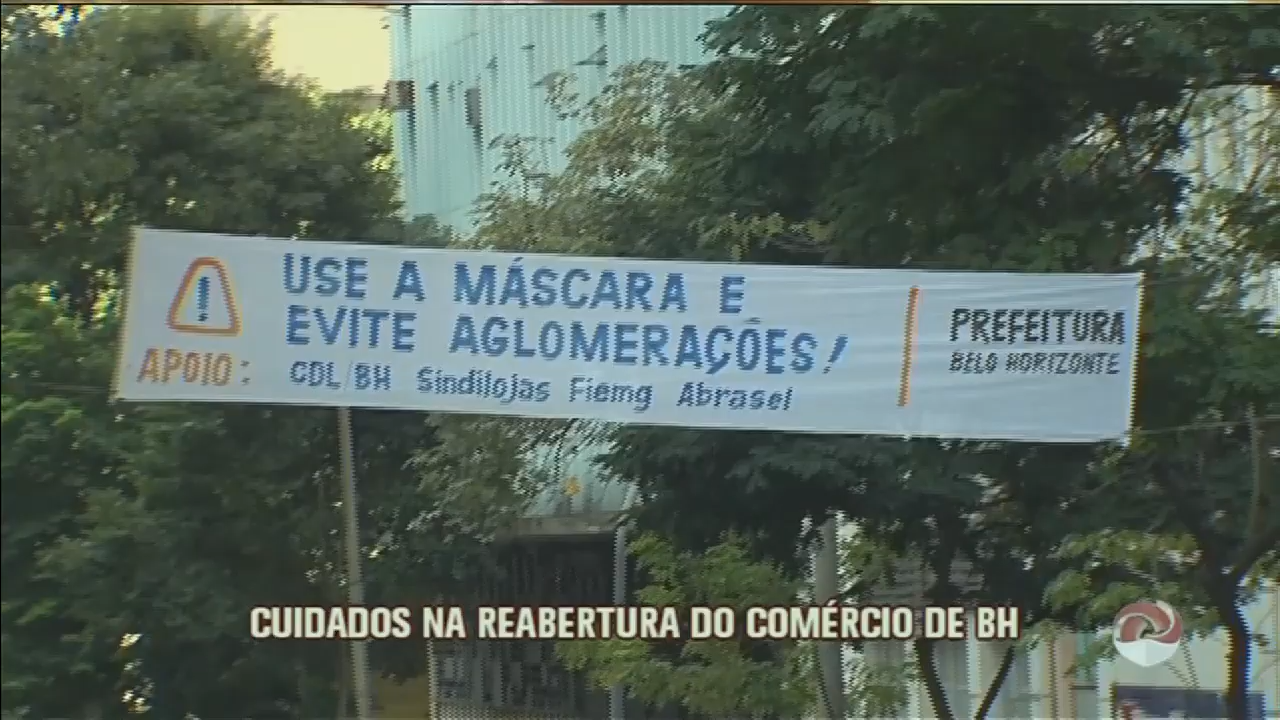 USE A MÁSCARA E
EVITE AGLOMERAÇÕES!
APOIO: CDL/BH Sindilojas Fiemg Abrasel
PREFEITURA
BELO HORIZONTE
CUIDADOS NA REABERTURA DO COMÉRCIO DE BH